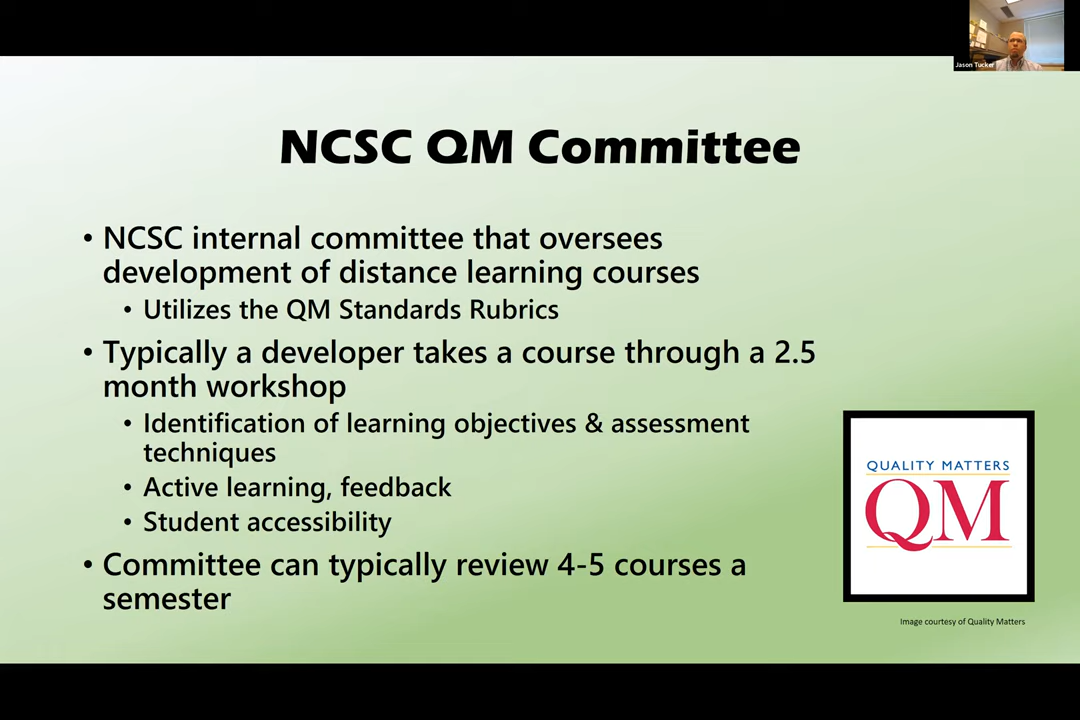 Jason Tucker
NCSC QM Committee
• NCSC internal committee that oversees
development of distance learning courses
• Utilizes the QM Standards Rubrics
• Typically a developer takes a course through a 2.5
month workshop
• Identification of learning objectives & assessment
techniques
• Active learning, feedback
• Student accessibility
• Committee can typically review 4-5 courses a
semester
QUALITY MATTERS
QM
Image courtesy of Quality Matters